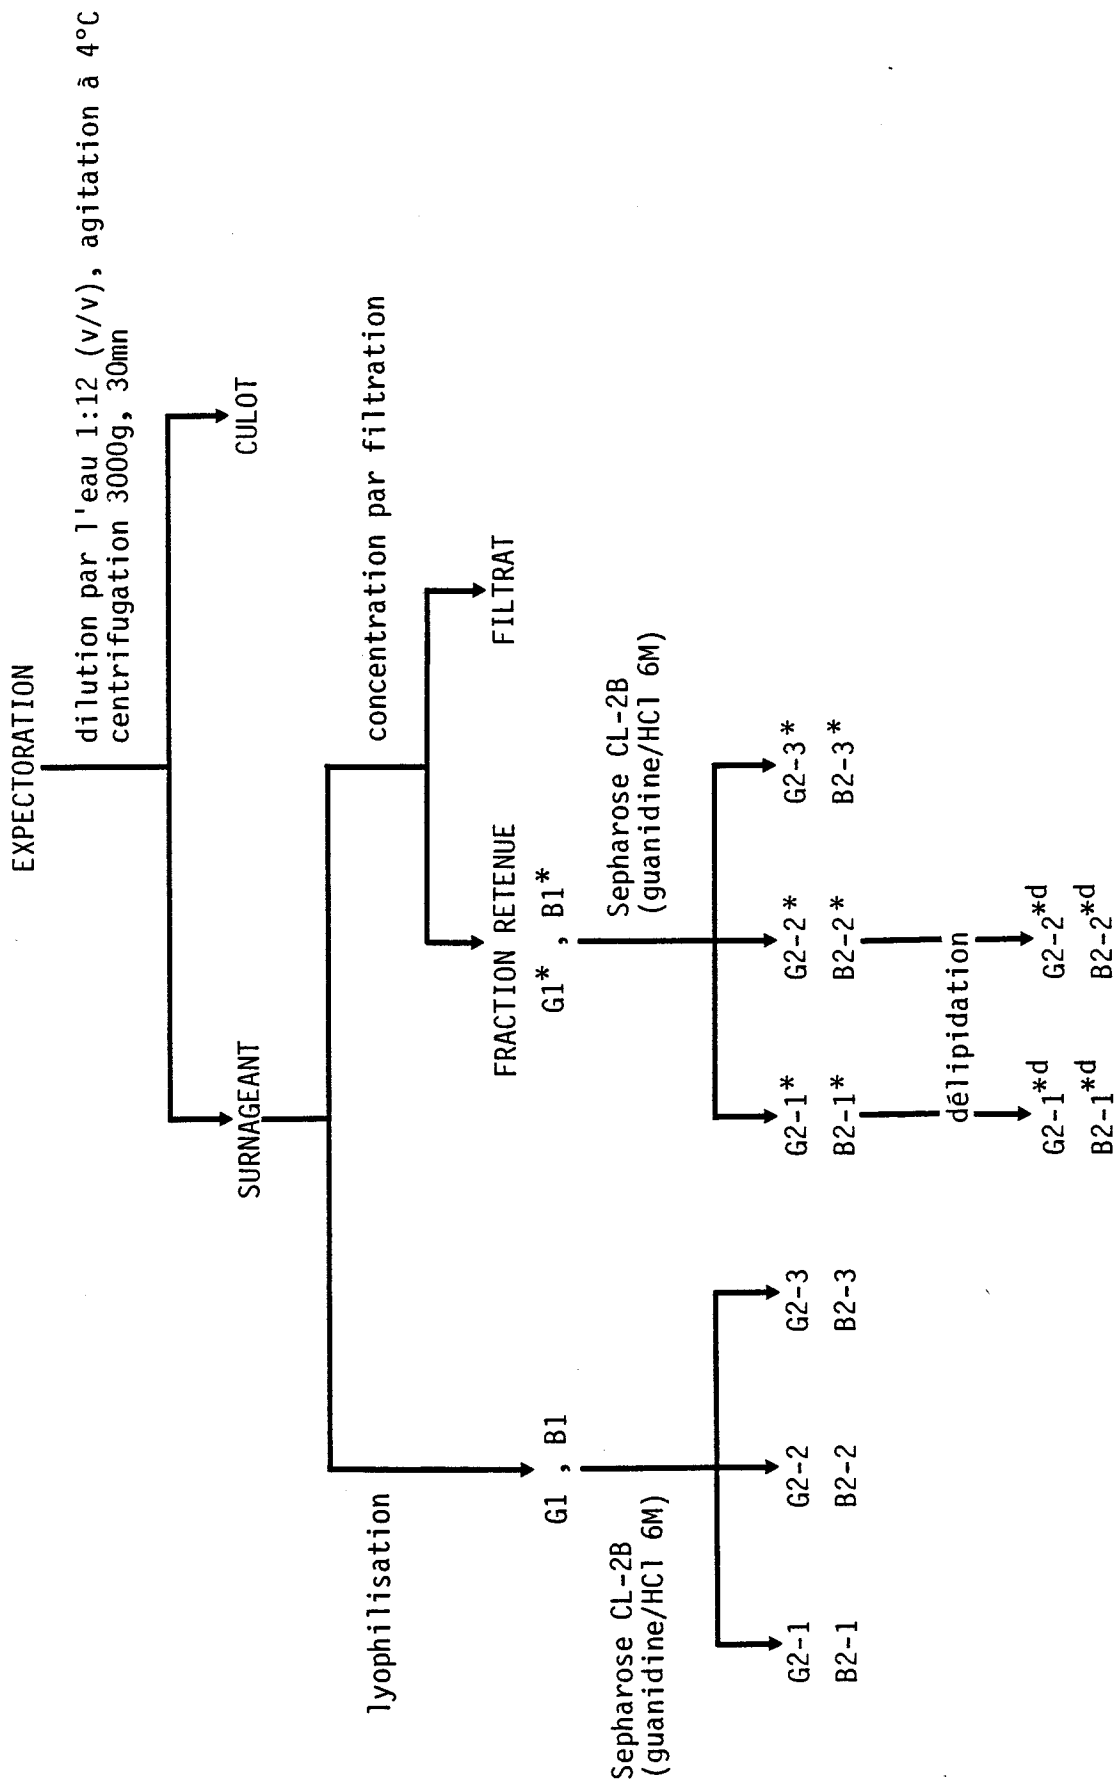 EXPECTORATION
dilution par l'eau 1:12 (v/v), agitation à 4°C
centrifugation 3000g, 30mn
SURNAGEANT
CULOT
lyophilisation
concentration par filtration
FRACTION RETENUE
G1* , B1*
FILTRAT
G1 , B1
Sepharose CL-2B
(guanidine/HCl 6M)
Sepharose CL-2B
(guanidine/HCl 6M)
G2-1
B2-1
G2-2
B2-2
G2-3
B2-3
G2-1*
B2-1*
G2-2*
B2-2*
G2-3*
B2-3*
délipidation
G2-1*d
B2-1*d
G2-2*d
B2-2*d